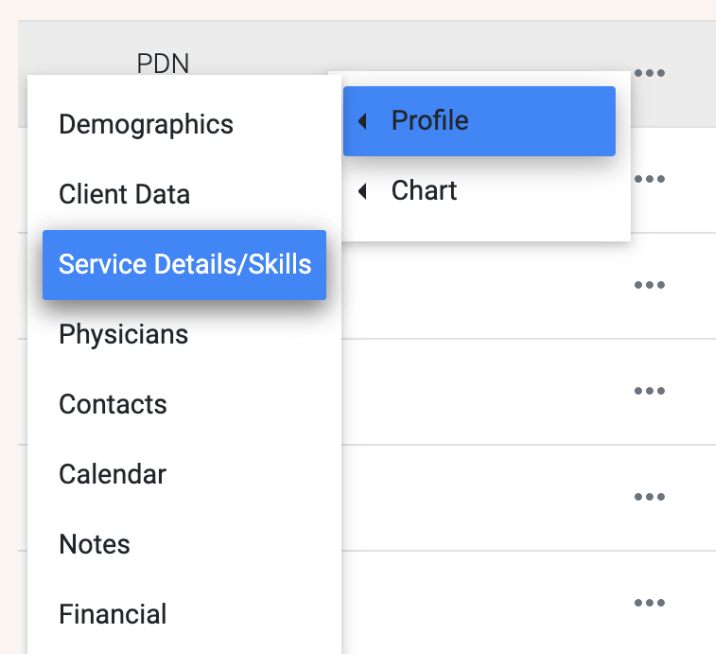 PDN
Demographics
Client Data
Service Details/Skills
Physicians
Contacts
Calendar
Notes
Financial
Profile
Chart